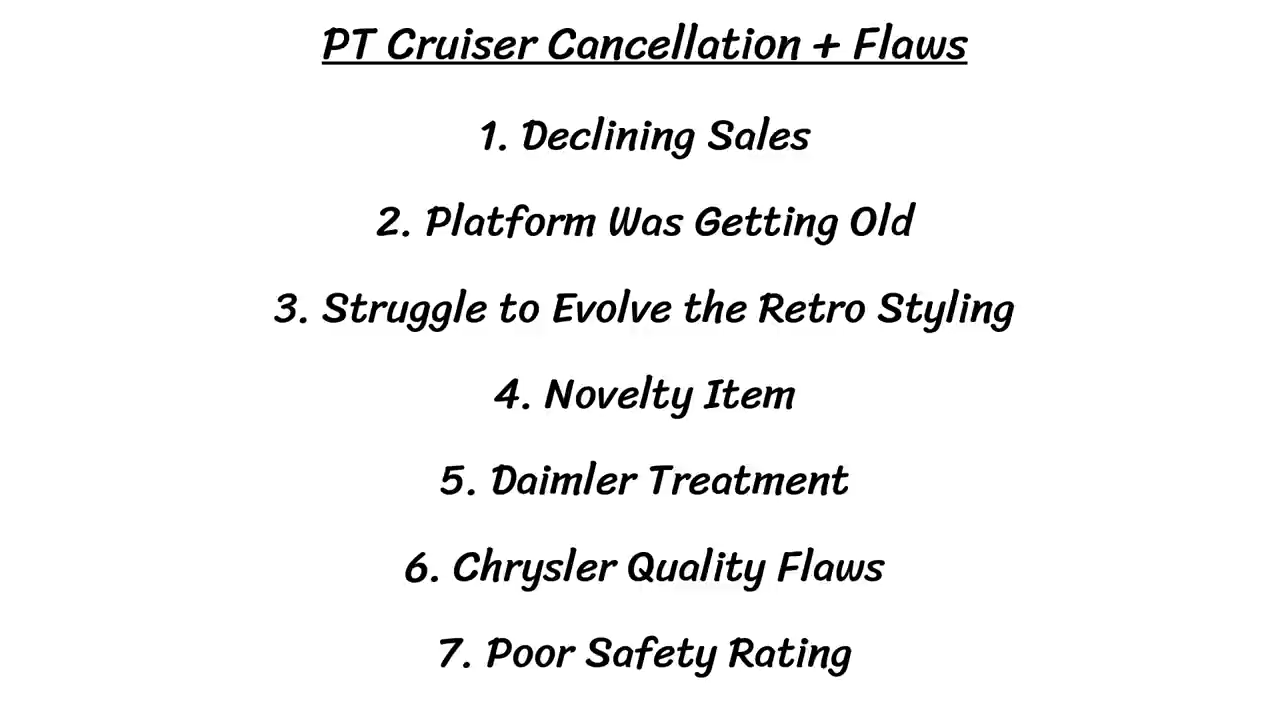 PT Cruiser Cancellation + Flaws
1. Declining Sales
2. Platform Was Getting Old
3. Struggle to Evolve the Retro Styling
4. Novelty Item
5. Daimler Treatment
6. Chrysler Quality Flaws
7. Poor Safety Rating